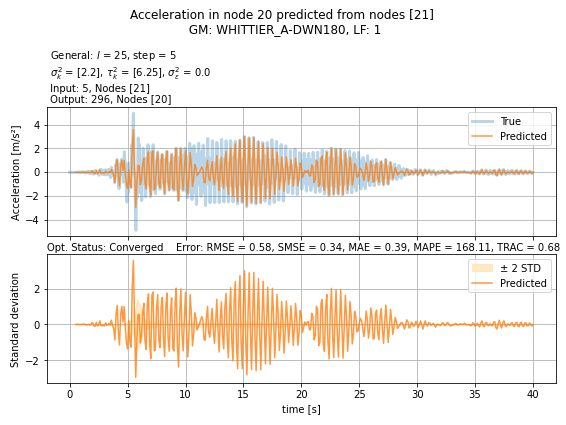 Acceleration in node 20 predicted from nodes [21]
GM: WHITTIER_A-DWN180, LF: 1
General: l = 25, step = 5
σ²ₖ = [2.2], τ²ₖ = [6.25], σ²ε = 0.0
Input: 5, Nodes [21]
Output: 296, Nodes [20]
Acceleration [m/s²]
4
2
0
−2
−4
True
Predicted
Opt. Status: Converged Error: RMSE = 0.58, SMSE = 0.34, MAE = 0.39, MAPE = 168.11, TRAC = 0.68
Standard deviation
2
0
−2
± 2 STD
Predicted
0 5 10 15 20 25 30 35 40
time [s]